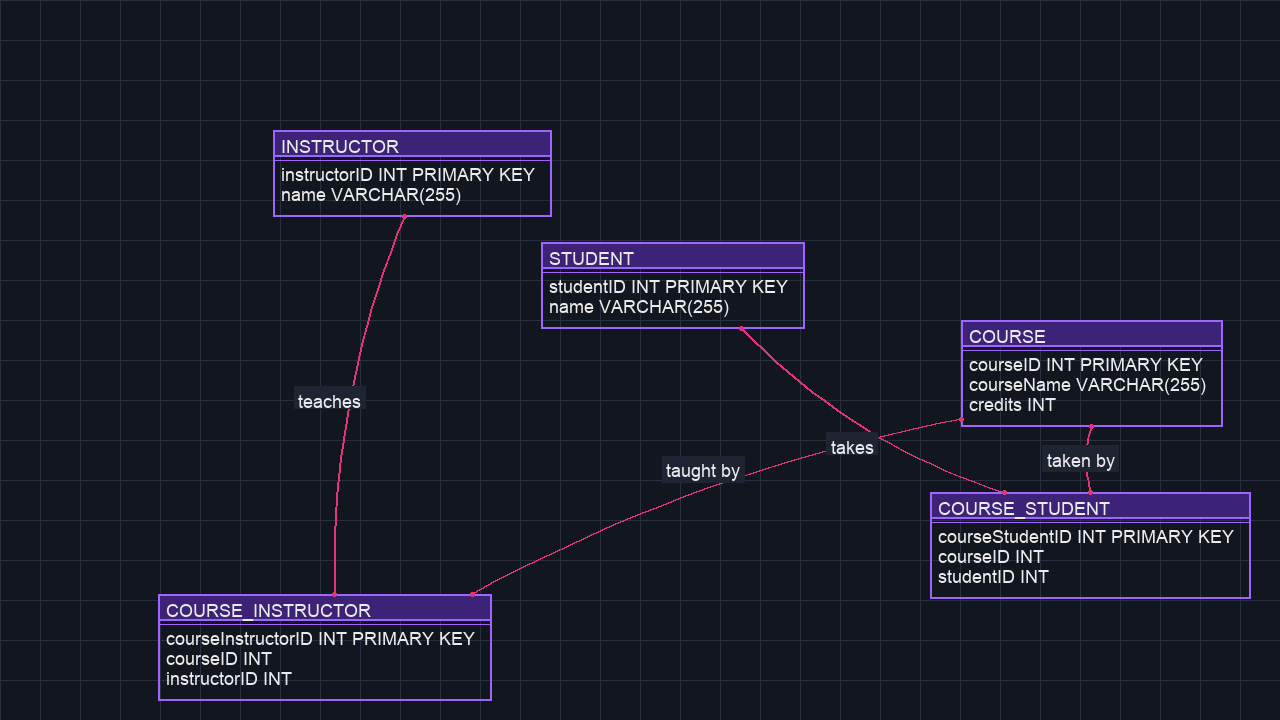 INSTRUCTOR
instructorID INT PRIMARY KEY
name VARCHAR(255)
STUDENT
studentID INT PRIMARY KEY
name VARCHAR(255)
COURSE
courseID INT PRIMARY KEY
courseName VARCHAR(255)
credits INT
teaches
takes
taught by
taken by
COURSE_STUDENT
courseStudentID INT PRIMARY KEY
courseID INT
studentID INT
COURSE_INSTRUCTOR
courseInstructorID INT PRIMARY KEY
courseID INT
instructorID INT